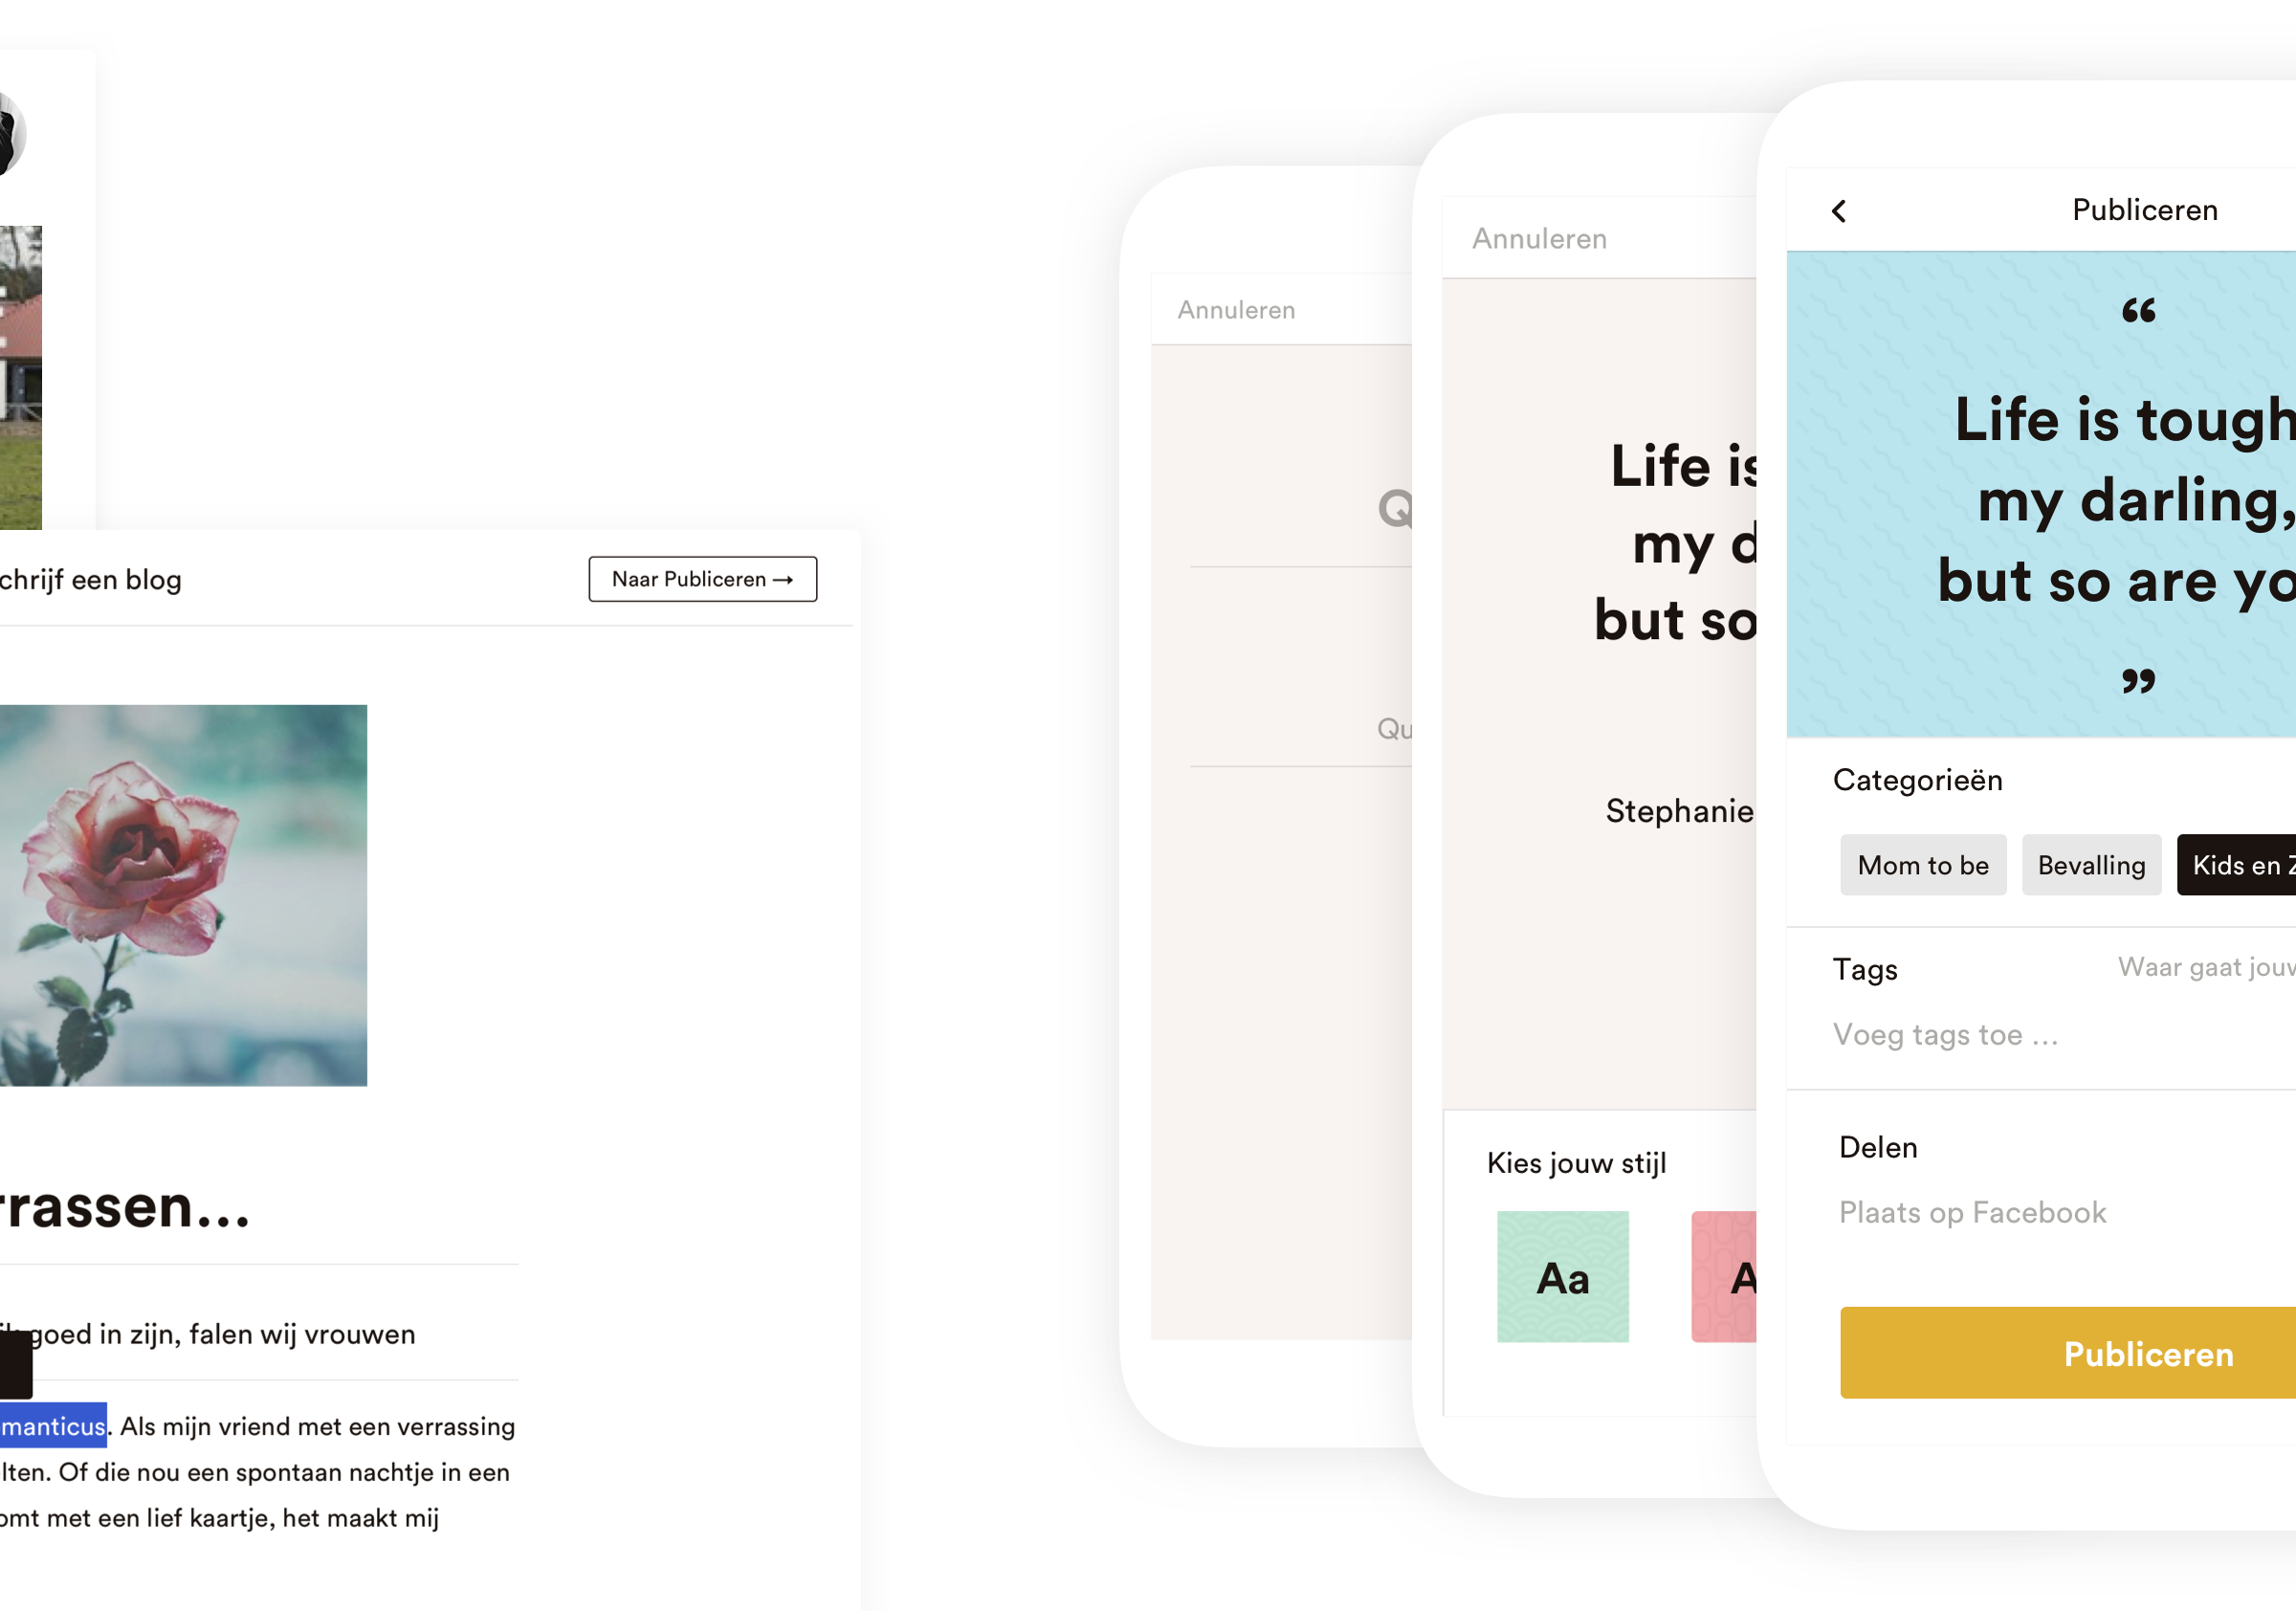 chrijf een blog
Naar Publiceren →
rrassen...
goed in zijn, falen wij vrouwen
manticus. Als mijn vriend met een verrassing
lten. Of die nou een spontaan nachtje in een
omt met een lief kaartje, het maakt mij
Annuleren
Q
Qu
Annuleren
Life is
my d
but so
Stephanie
Kies jouw stijl
Aa
A
Publiceren
“
Life is tough
my darling,
but so are yo
”
Categorieën
Mom to be
Bevalling
Kids en Z
Tags
Waar gaat jouw
Voeg tags toe ...
Delen
Plaats op Facebook
Publiceren